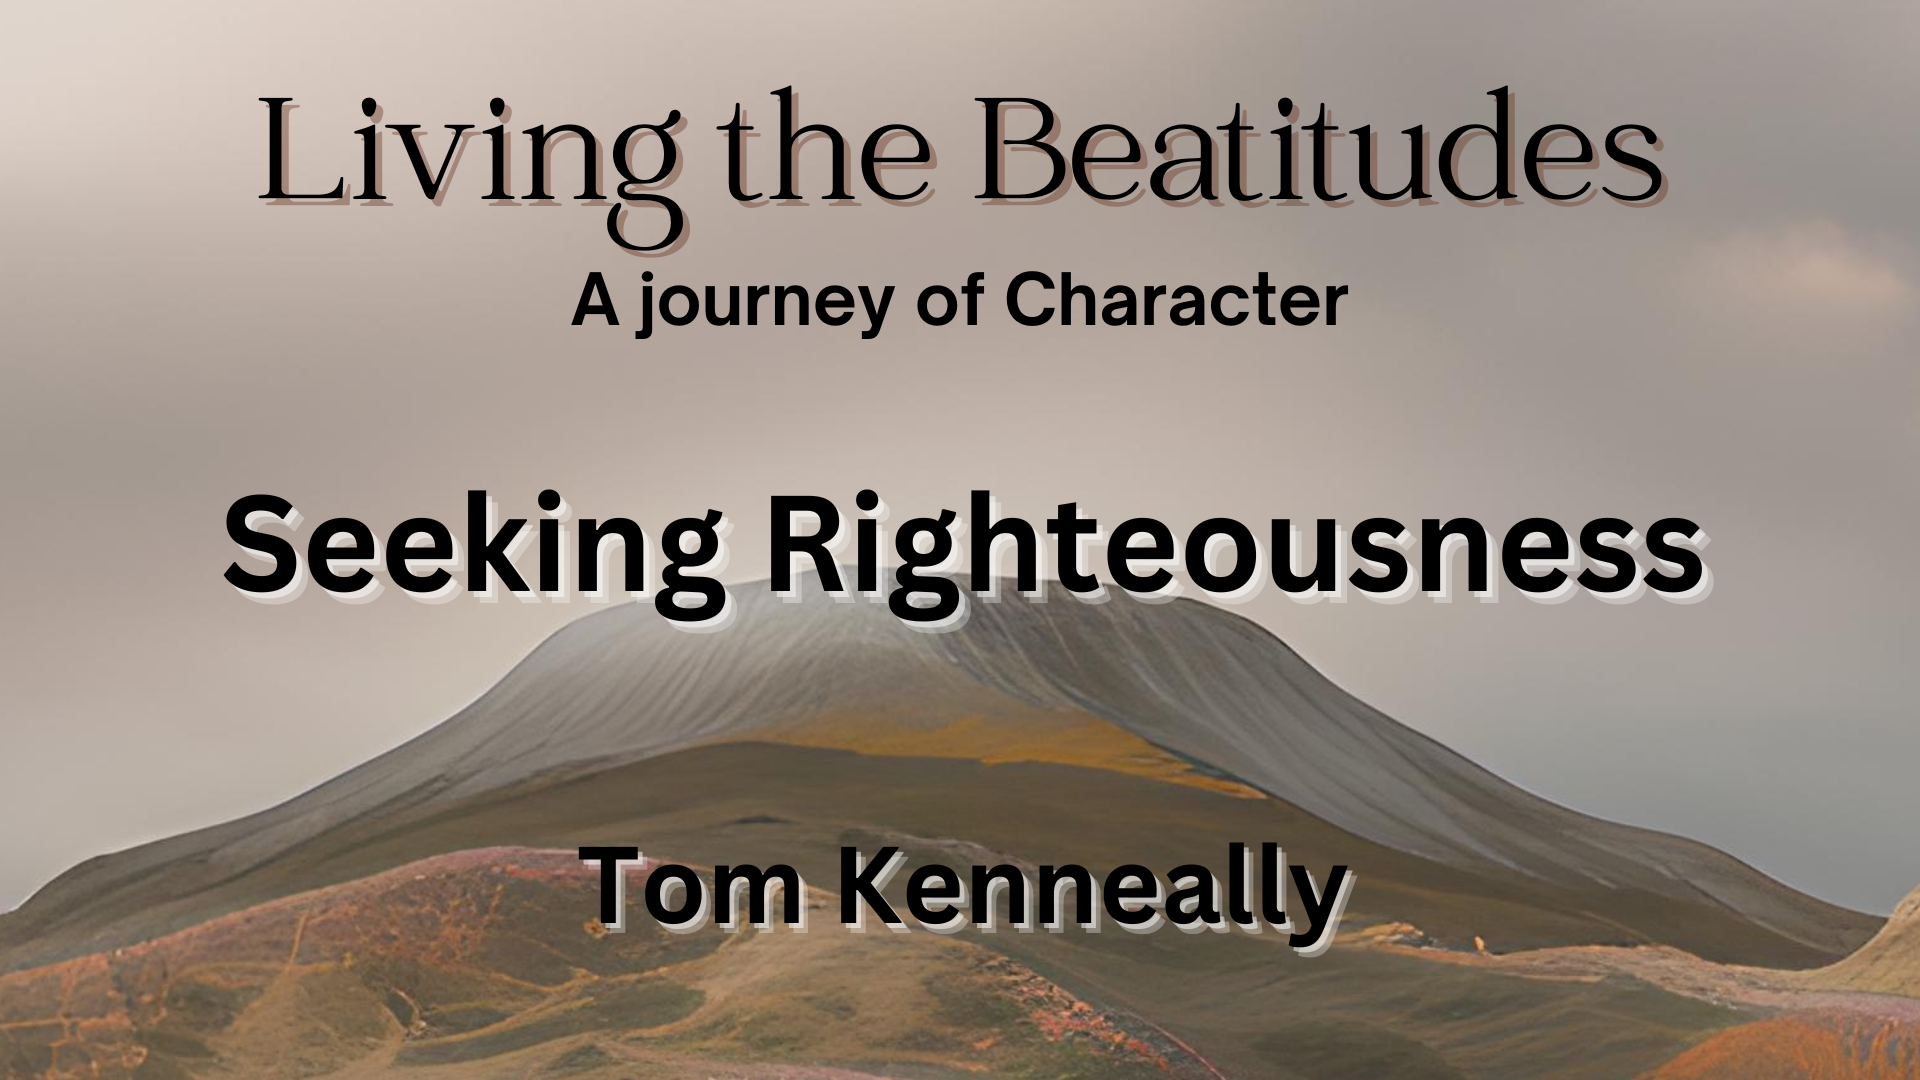 Living the Beatitudes
A journey of Character
Seeking Righteousness
Tom Kenneally